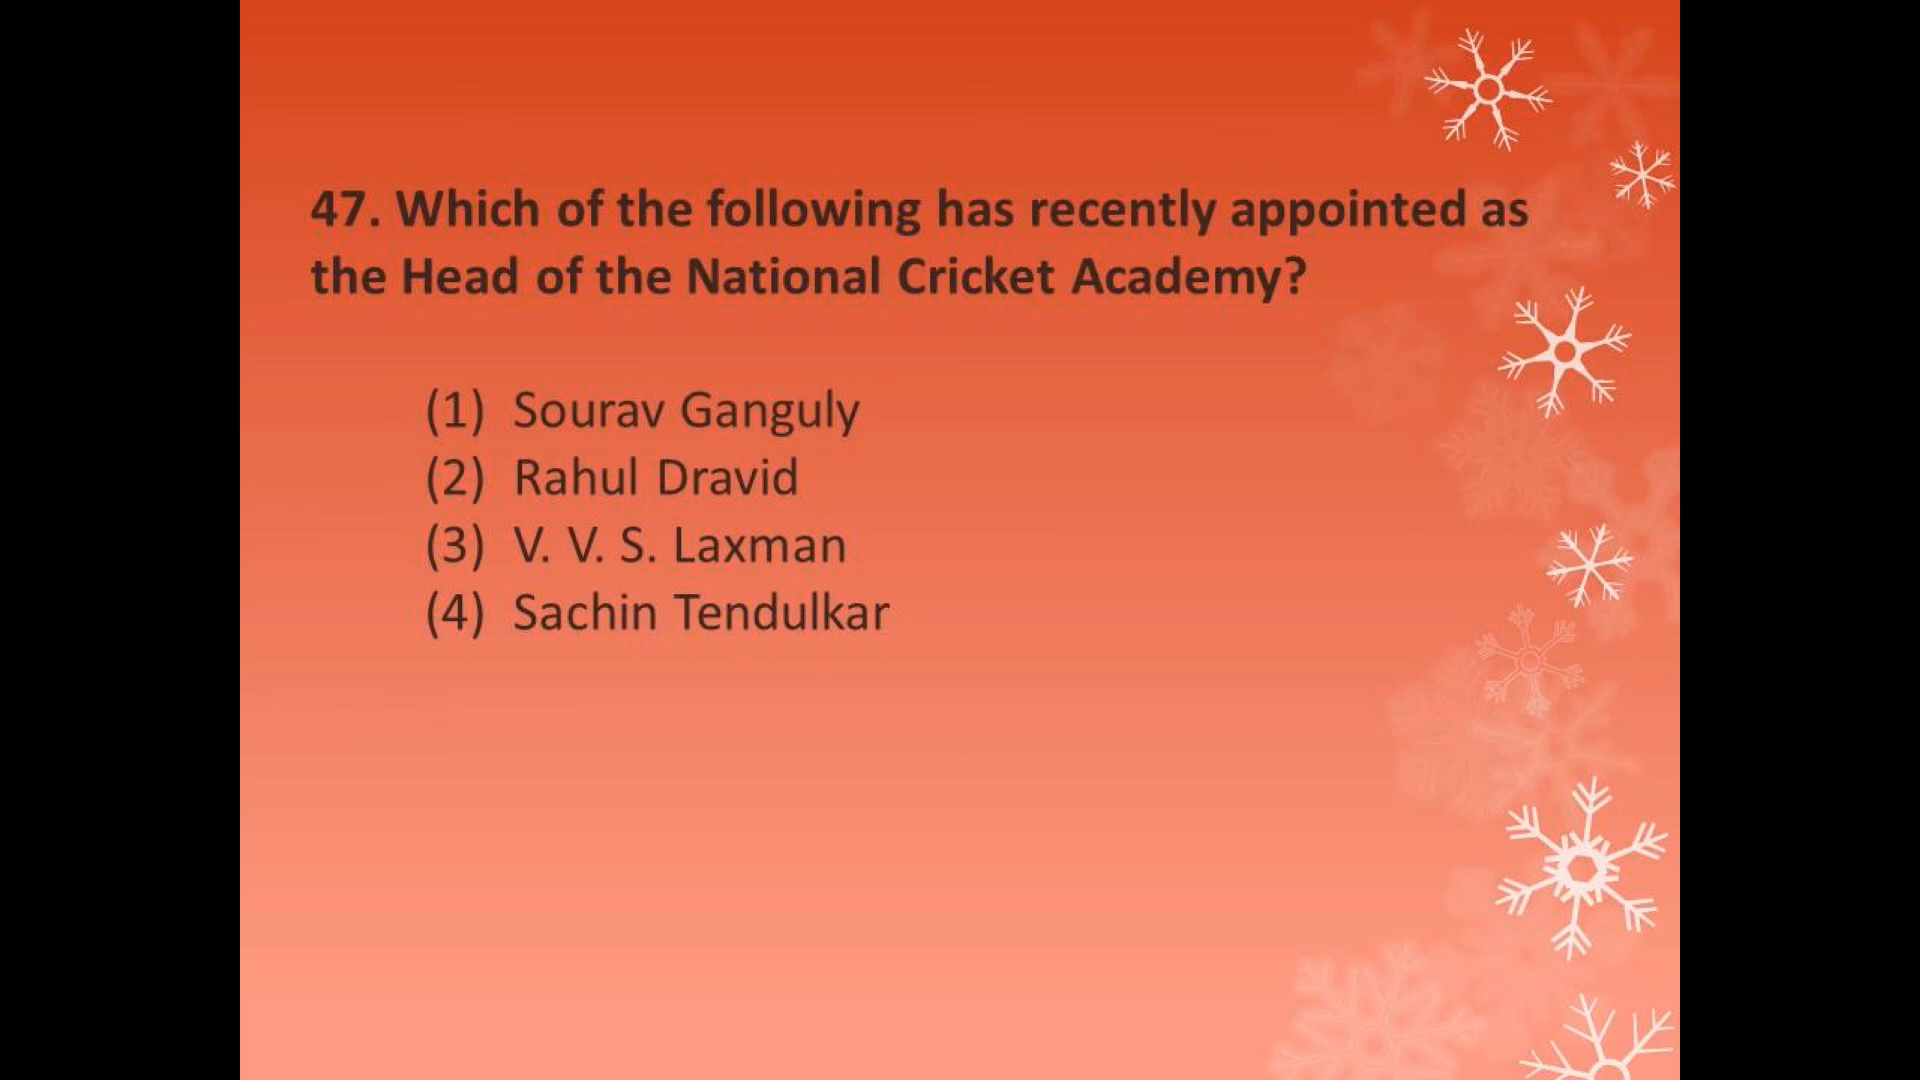 47. Which of the following has recently appointed as
the Head of the National Cricket Academy?
(1) Sourav Ganguly
(2) Rahul Dravid
(3) V. V. S. Laxman
(4) Sachin Tendulkar